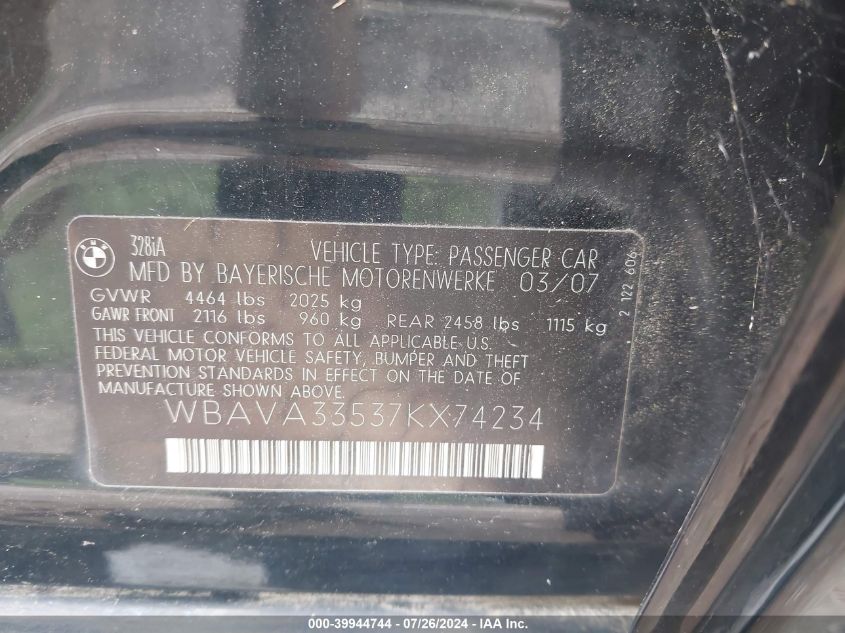 BMW
328iA
VEHICLE TYPE: PASSENGER CAR
MFD BY BAYERISCHE MOTORENWERKE 03/07
GVWR 4464 lbs 2025 kg
GAWR FRONT 2116 lbs 960 kg REAR 2458 lbs 1115 kg
THIS VEHICLE CONFORMS TO ALL APPLICABLE U.S.
FEDERAL MOTOR VEHICLE SAFETY, BUMPER AND THEFT
PREVENTION STANDARDS IN EFFECT ON THE DATE OF
MANUFACTURE SHOWN ABOVE.
WBAVA33537KX74234
2 122 606
000-39944744 - 07/26/2024 - IAA Inc.